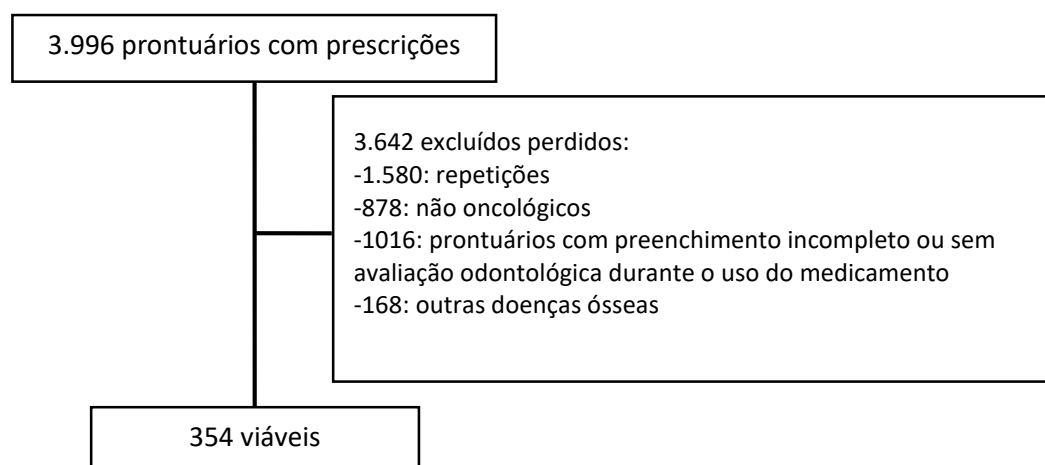 3.996 prontuários com prescrições
3.642 excluídos perdidos:
-1.580: repetições
-878: não oncológicos
-1016: prontuários com preenchimento incompleto ou sem
avaliação odontológica durante o uso do medicamento
-168: outras doenças ósseas
354 viáveis